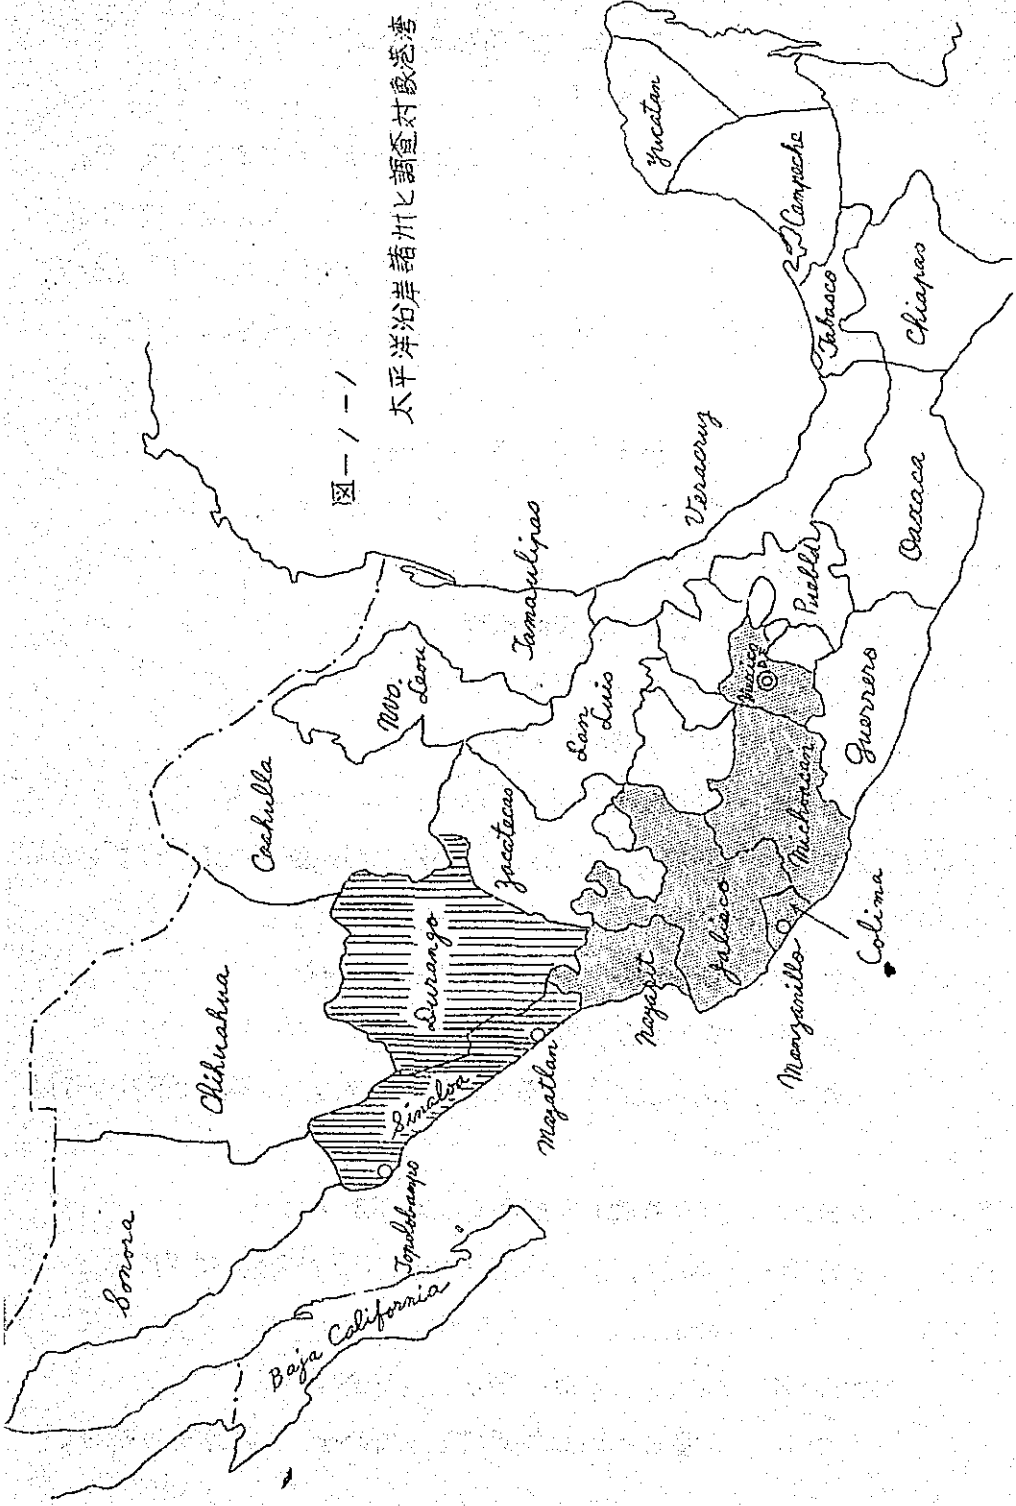 図-1-1
太平洋沿岸諸州と調査対象港湾
Sonora
Chihuahua
Coahulla
Nvo.
Leon
Tamaulipas
Baja California
Topolobampo
Sinaloa
Durango
Zacatecas
San
Luis
Veracruz
Mazatlan
Nayarit
Jalisco
Manzanillo
Colima
Michoacan
Mexico
D.F.
Puebla
Guerrero
Oaxaca
Tabasco
Chiapas
Campeche
Yucatan